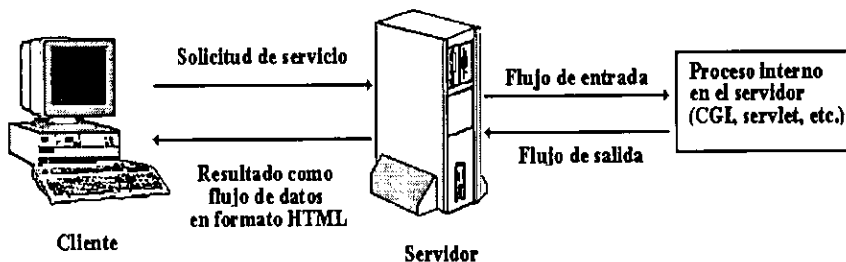 Solicitud de servicio
Resultado como
flujo de datos
en formato HTML
Cliente
Servidor
Flujo de entrada
Flujo de salida
Proceso interno
en el servidor
(CGI, servlet, etc.)